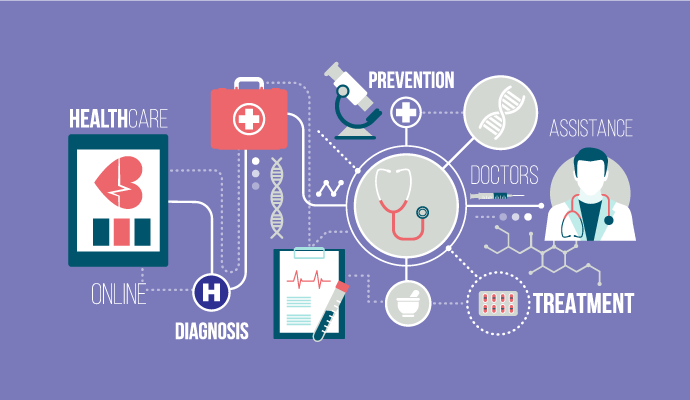 PREVENTION
HEALTHCARE
ASSISTANCE
DOCTORS
ONLINE
H
TREATMENT
DIAGNOSIS